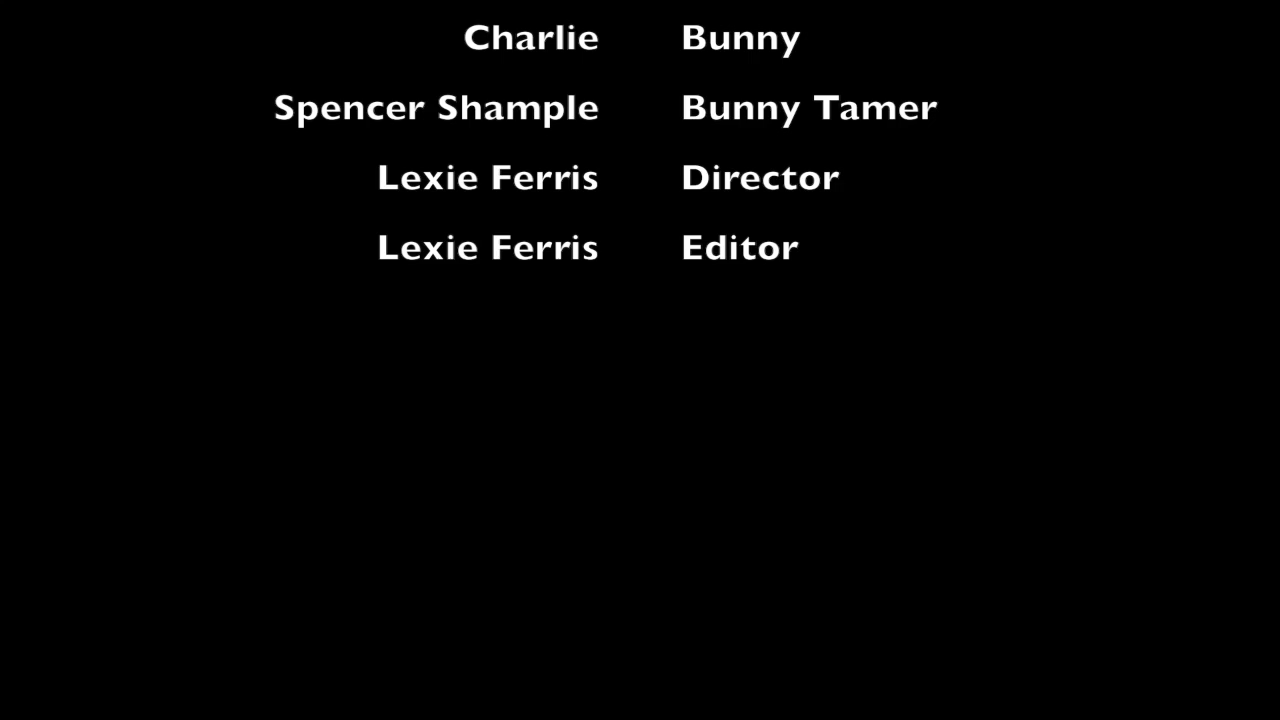 Charlie Bunny
Spencer Shample Bunny Tamer
Lexie Ferris Director
Lexie Ferris Editor